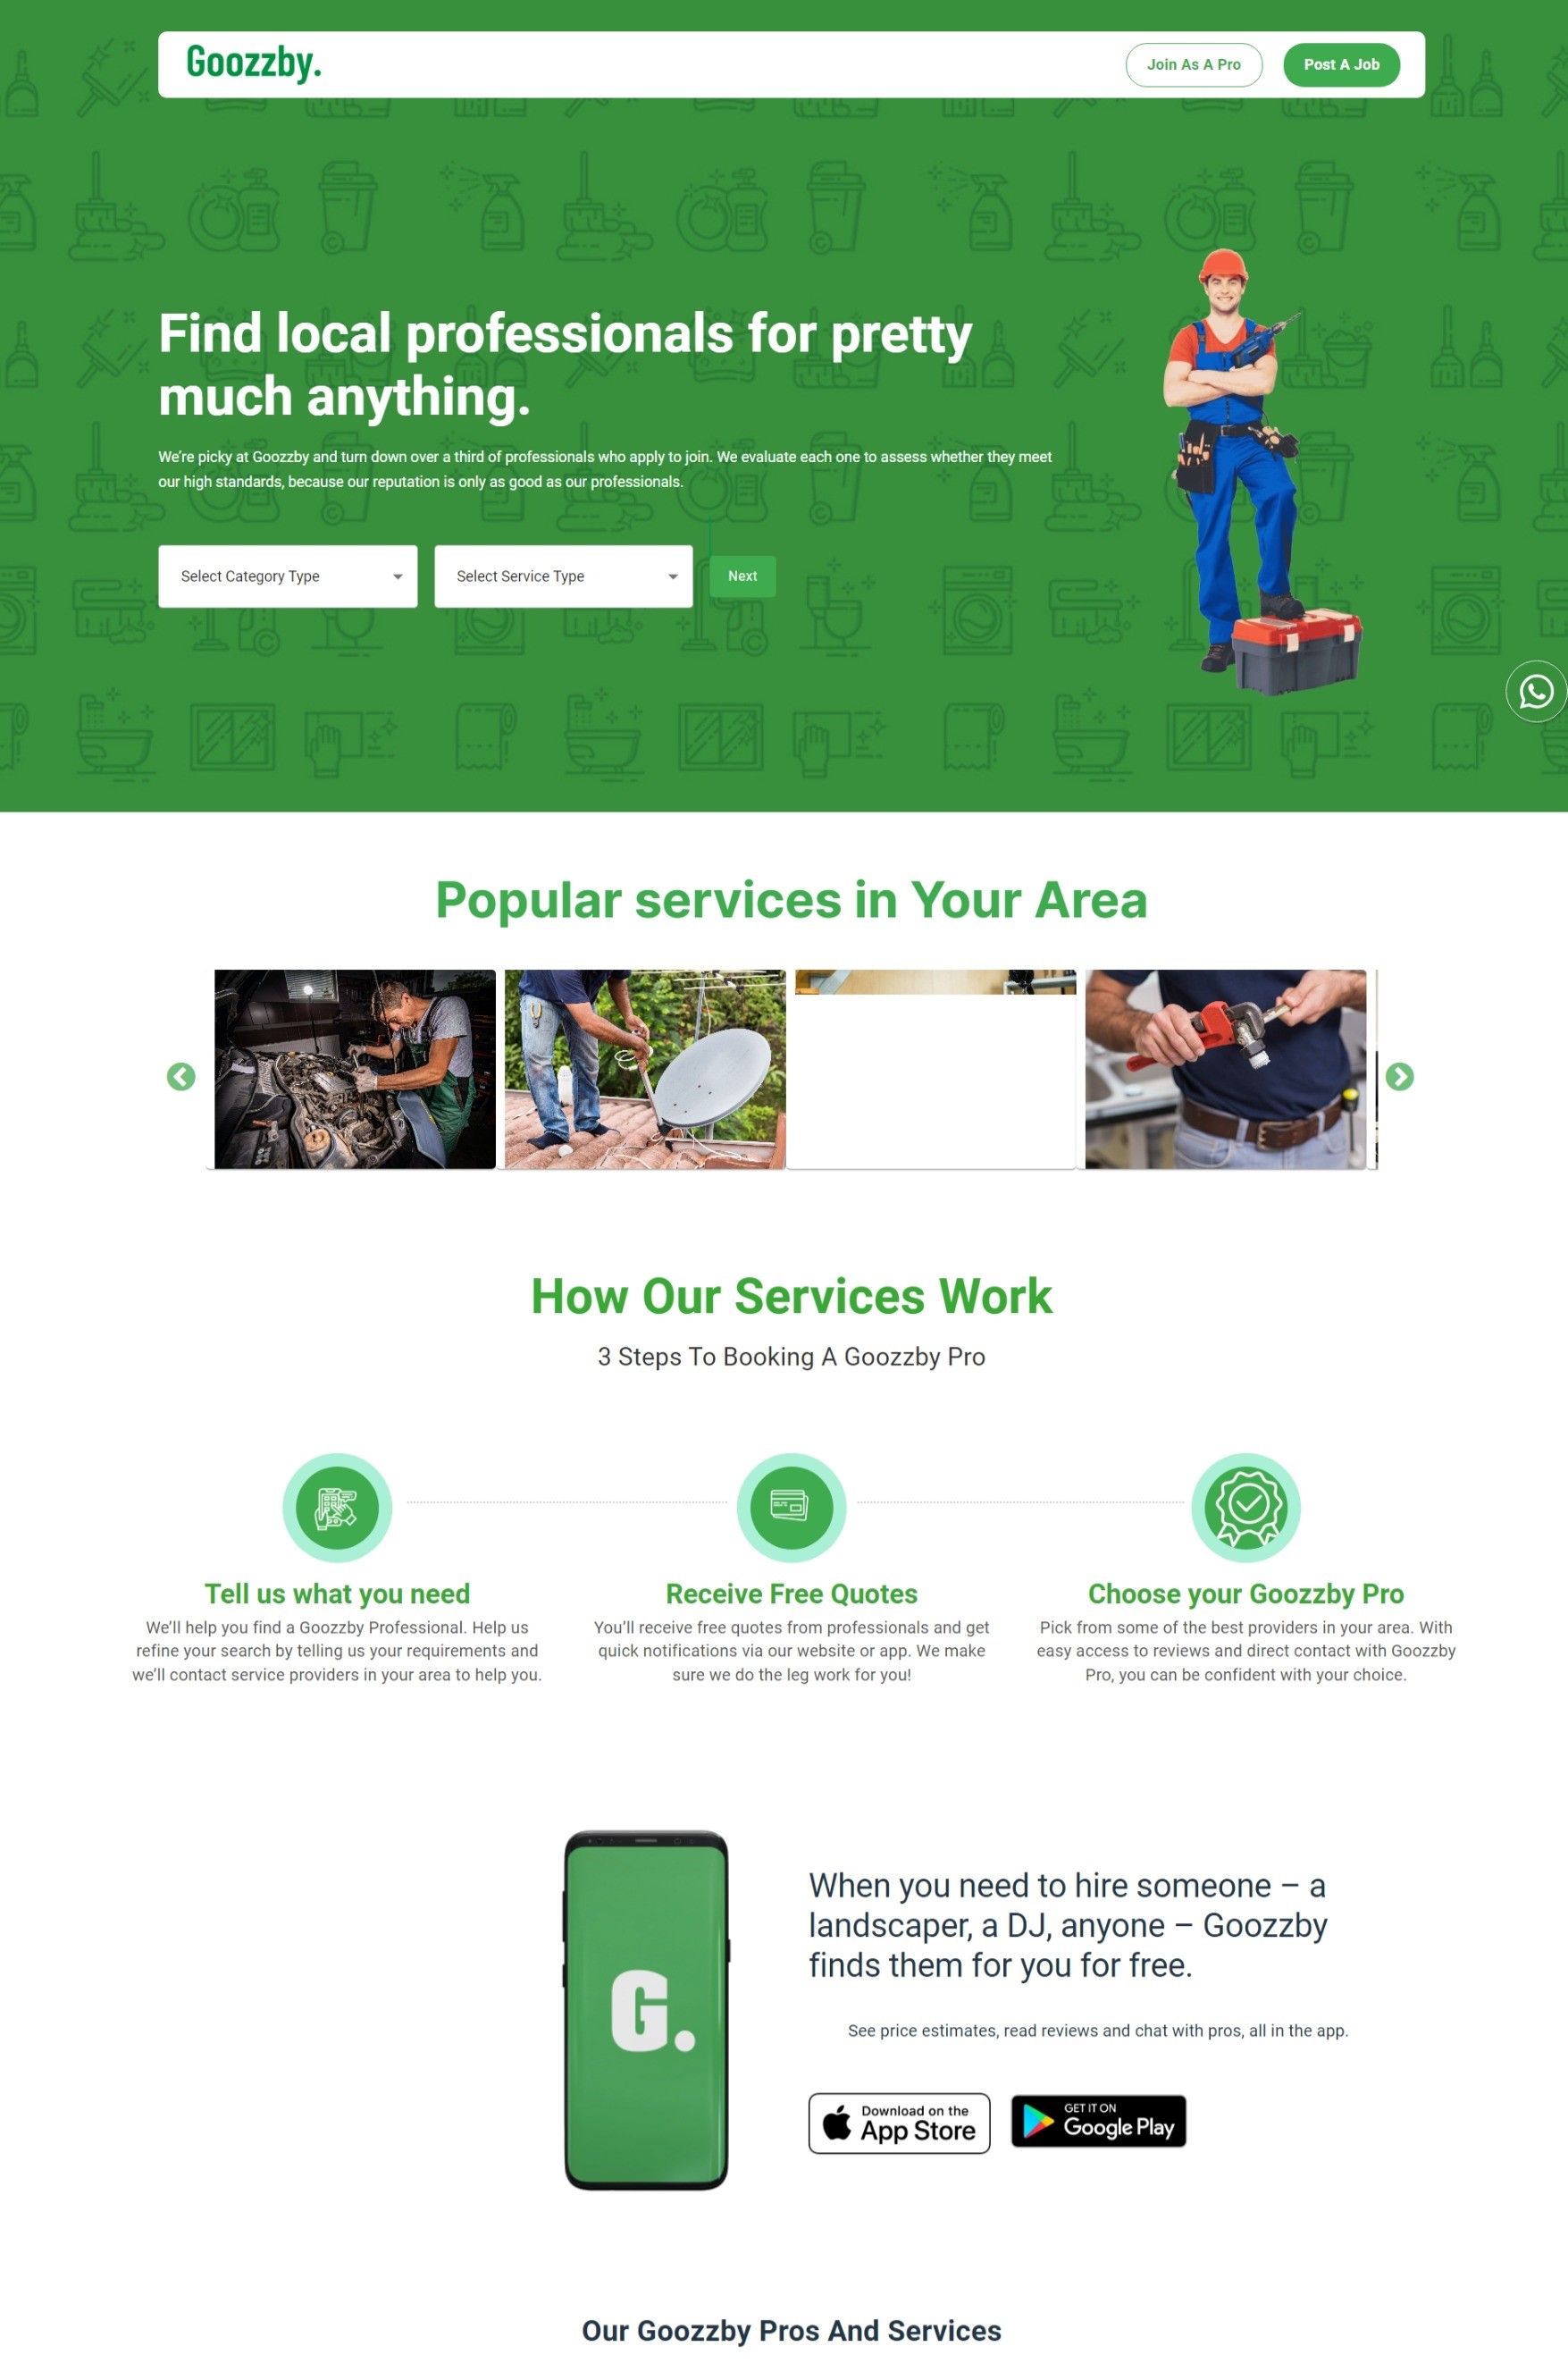 Goozzby.
Join As A Pro
Post A Job
Find local professionals for pretty
much anything.
We're picky at Goozzby and turn down over a third of professionals who apply to join. We evaluate each one to assess whether they meet
our high standards, because our reputation is only as good as our professionals.
Select Category Type
Select Service Type
Next
Popular services in Your Area
How Our Services Work
3 Steps To Booking A Goozzby Pro
Tell us what you need
We'll help you find a Goozzby Professional. Help us
refine your search by telling us your requirements and
we'll contact service providers in your area to help you.
Receive Free Quotes
You'll receive free quotes from professionals and get
quick notifications via our website or app. We make
sure we do the leg work for you!
Choose your Goozzby Pro
Pick from some of the best providers in your area. With
easy access to reviews and direct contact with Goozzby
Pro, you can be confident with your choice.
G.
When you need to hire someone – a
landscaper, a DJ, anyone – Goozzby
finds them for you for free.
See price estimates, read reviews and chat with pros, all in the app.
Download on the
App Store
GET IT ON
Google Play
Our Goozzby Pros And Services